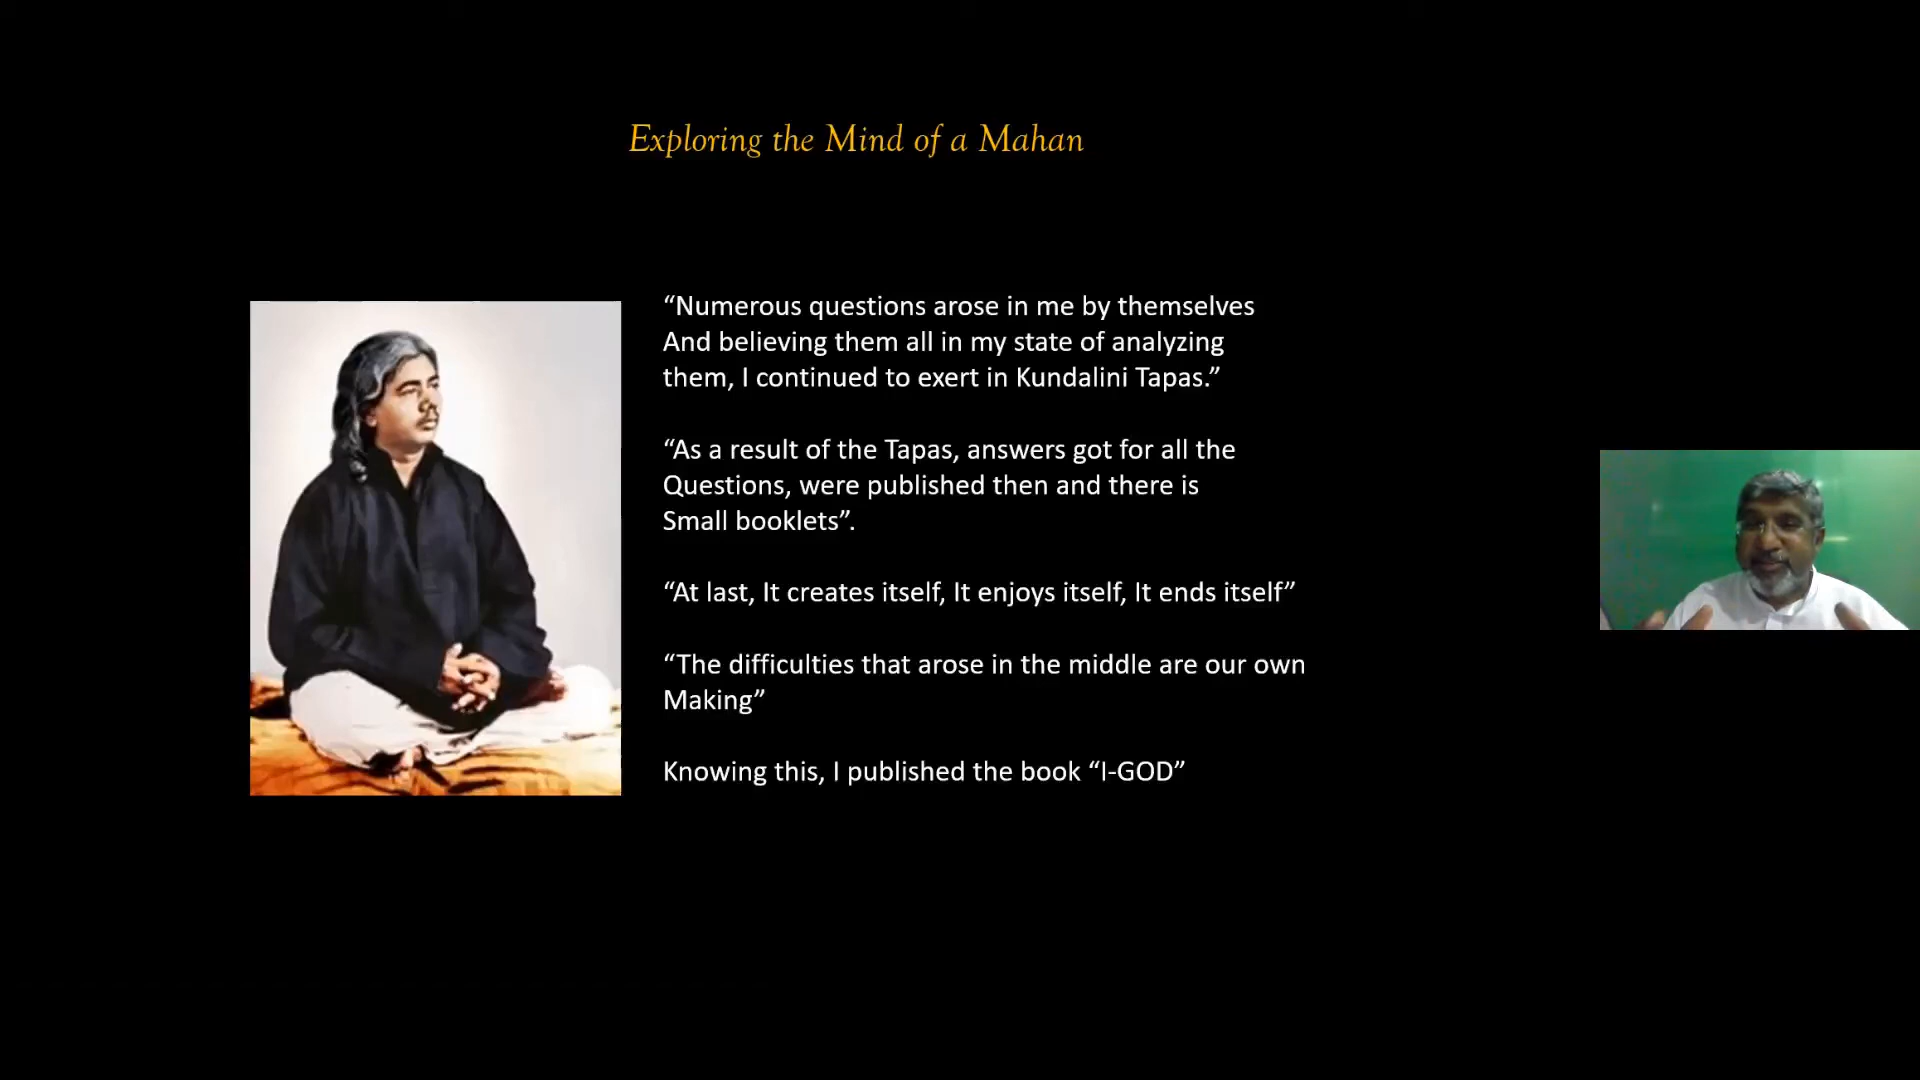 Exploring the Mind of a Mahan
“Numerous questions arose in me by themselves
And believing them all in my state of analyzing
them, I continued to exert in Kundalini Tapas.”
“As a result of the Tapas, answers got for all the
Questions, were published then and there is
Small booklets”.
“At last, It creates itself, It enjoys itself, It ends itself”
“The difficulties that arose in the middle are our own
Making”
Knowing this, I published the book “I-GOD”